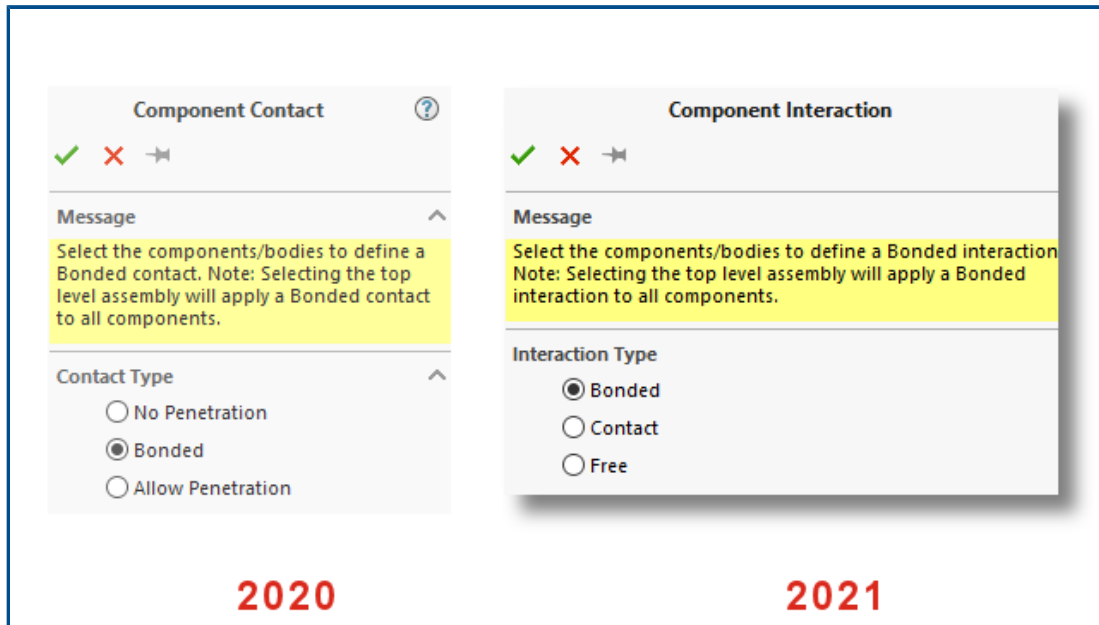 Component Contact
Message
Select the components/bodies to define a
Bonded contact. Note: Selecting the top
level assembly will apply a Bonded contact
to all components.
Contact Type
No Penetration
Bonded
Allow Penetration
2020
Component Interaction
Message
Select the components/bodies to define a Bonded interaction
Note: Selecting the top level assembly will apply a Bonded
interaction to all components.
Interaction Type
Bonded
Contact
Free
2021